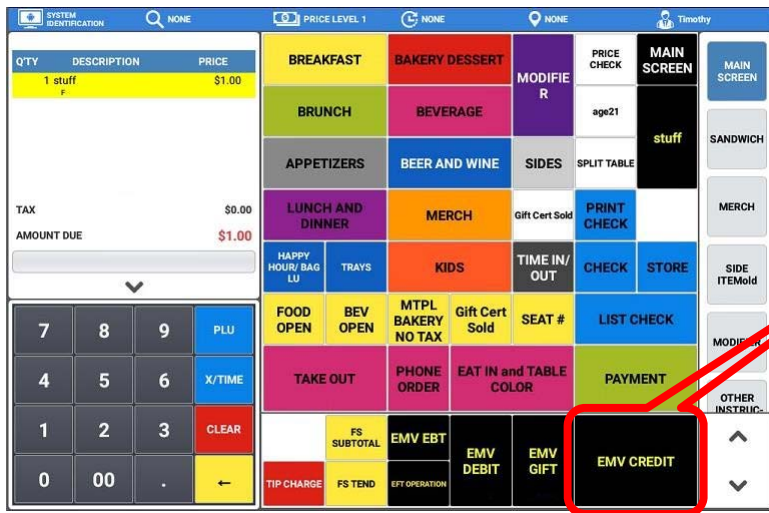 SYSTEM
IDENTIFICATION
NONE
PRICE LEVEL 1
NONE
NONE
Timothy
Q'TY DESCRIPTION PRICE
1 stuff $1.00
F
TAX $0.00
AMOUNT DUE $1.00
7 8 9 PLU
4 5 6 X/TIME
1 2 3 CLEAR
0 00 . ←
BREAKFAST
BAKERY DESSERT
MODIFIE
R
PRICE
CHECK
MAIN
SCREEN
BRUNCH
BEVERAGE
age21
stuff
APPETIZERS
BEER AND WINE
SIDES
SPLIT TABLE
LUNCH AND
DINNER
MERCH
Gift Cert Sold
PRINT
CHECK
HAPPY
HOUR/ BAG
LU
TRAYS
KIDS
TIME IN/
OUT
CHECK
STORE
FOOD
OPEN
BEV
OPEN
MTPL
BAKERY
NO TAX
Gift Cert
Sold
SEAT #
LIST CHECK
TAKE OUT
PHONE
ORDER
EAT IN and TABLE
COLOR
PAYMENT
FS
SUBTOTAL
EMV EBT
EMV
DEBIT
EMV
GIFT
EMV CREDIT
TIP CHARGE
FS TEND
EFT OPERATION
MAIN
SCREEN
SANDWICH
MERCH
SIDE
ITEMold
MODIFIER
OTHER
INSTRUC-